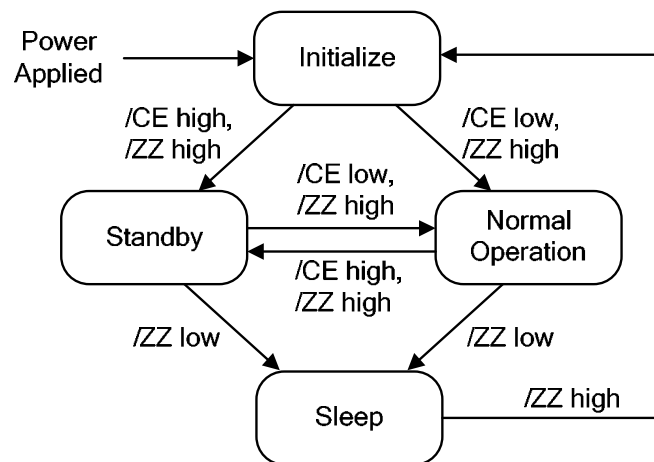 Power
Applied
Initialize
/CE high,
/ZZ high
/CE low,
/ZZ high
/CE low,
/ZZ high
Standby
Normal
Operation
/CE high,
/ZZ high
/ZZ low
/ZZ low
Sleep
/ZZ high